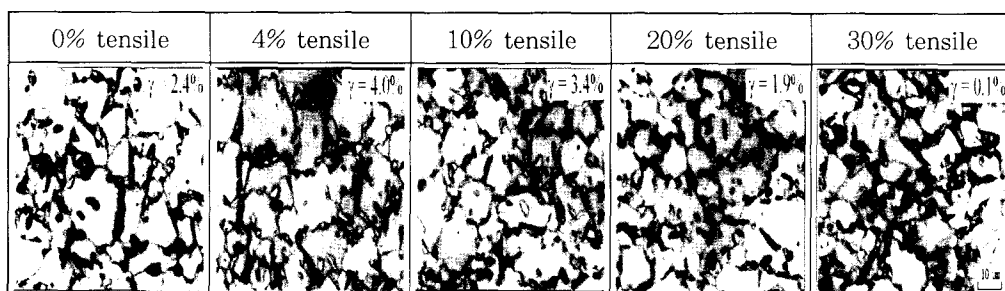 0% tensile
4% tensile
10% tensile
20% tensile
30% tensile
γ = 2.4%
γ = 4.0%
γ = 3.4%
γ = 1.9%
γ = 0.1%